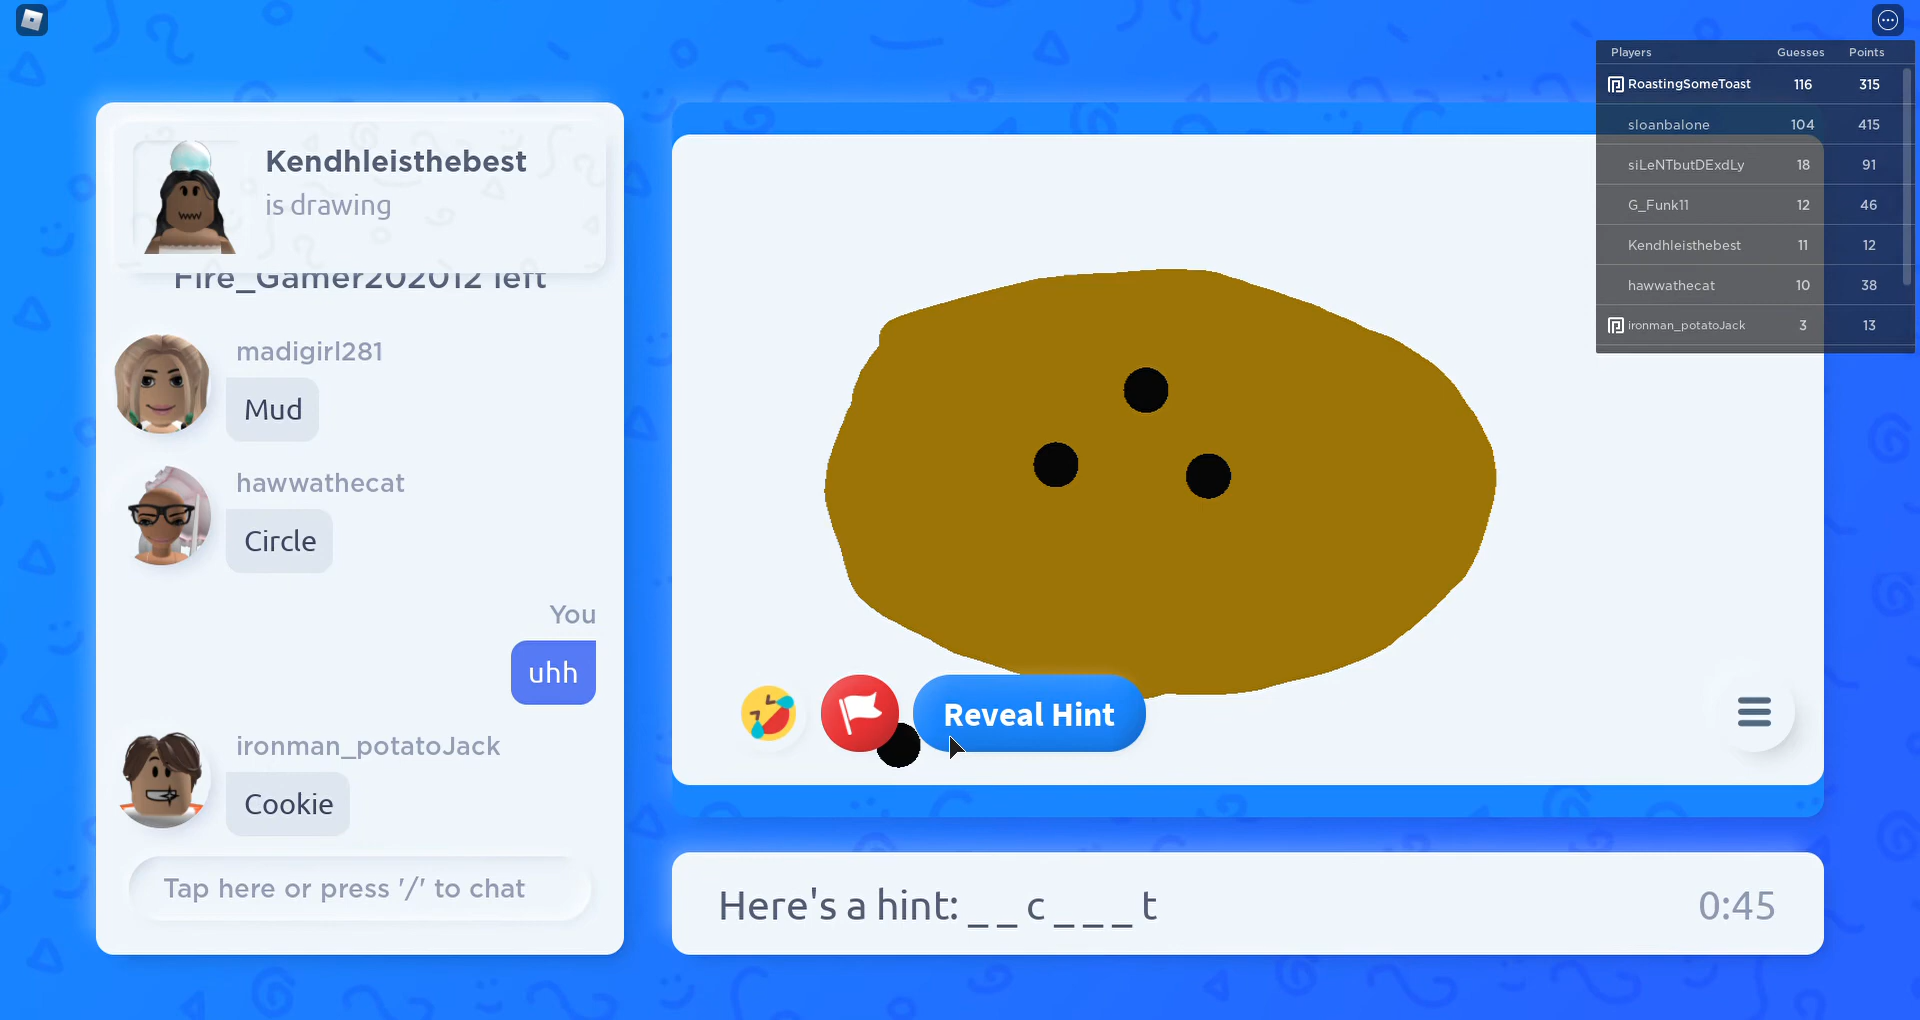 Kendhleisthebest
is drawing
Fire_Gamer202012 left
madigirl281
Mud
hawwathecat
Circle
You
uhh
ironman_potatoJack
Cookie
Tap here or press '/' to chat
Reveal Hint
Here's a hint: _ _ c _ _ _ t
0:45
Players Guesses Points
RoastingSomeToast 116 315
sloanbalone 104 415
siLeNTbutDExdLy 18 91
G_Funk11 12 46
Kendhleisthebest 11 12
hawwathecat 10 38
ironman_potatoJack 3 13